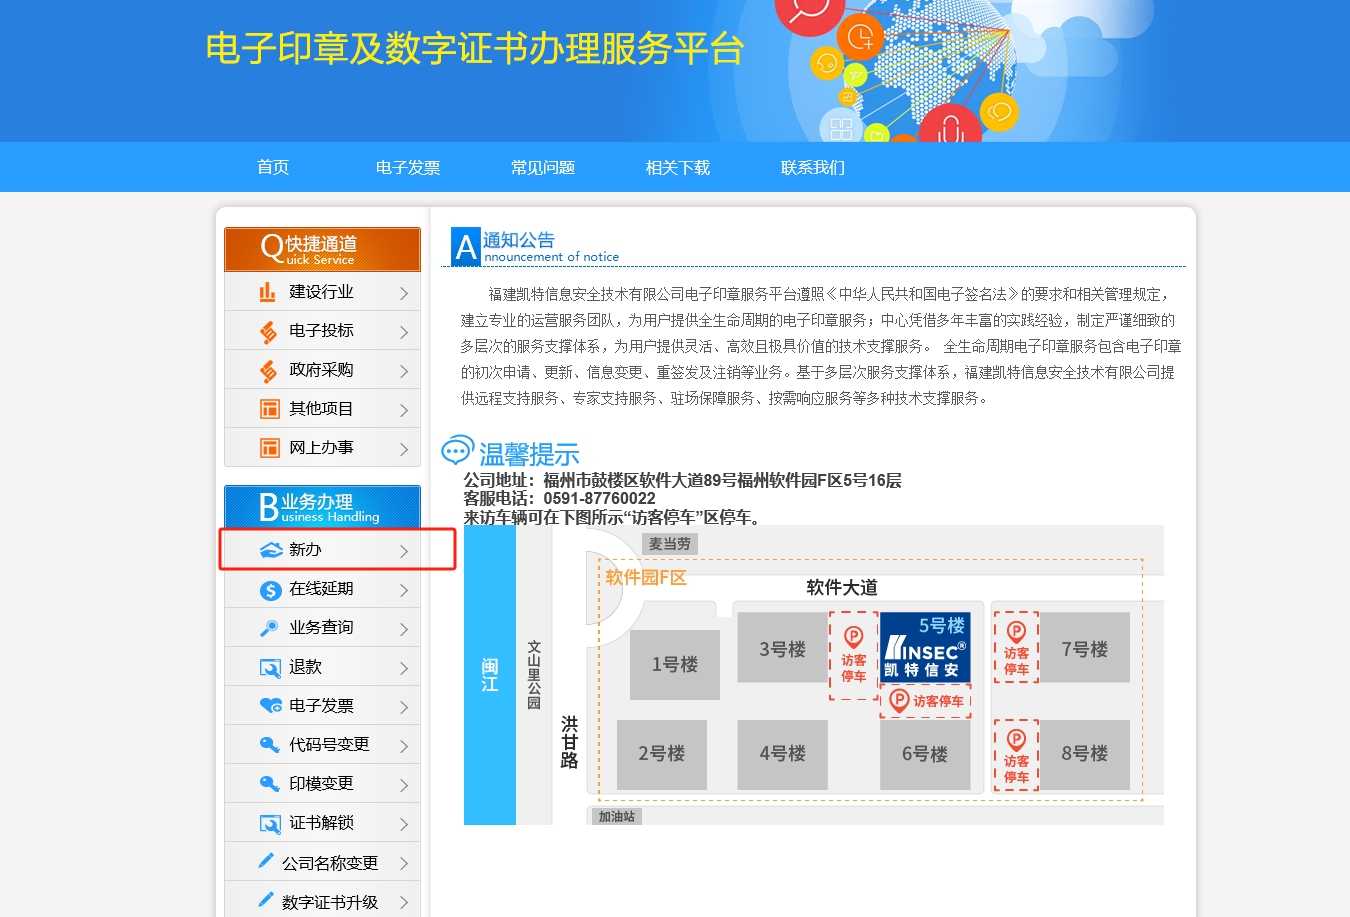 电子印章及数字证书办理服务平台
首页 电子发票 常见问题 相关下载 联系我们
Q快捷通道
uick Service
建设行业
电子投标
政府采购
其他项目
网上办事
B业务办理
usiness Handling
新办
在线延期
业务查询
退款
电子发票
代码号变更
印模变更
证书解锁
公司名称变更
数字证书升级
A通知公告
nnouncement of notice
福建凯特信息安全技术有限公司电子印章服务平台遵照《中华人民共和国电子签名法》的要求和相关管理规定，
建立专业的运营服务团队，为用户提供全生命周期的电子印章服务；中心凭借多年丰富的实践经验，制定严谨细致的
多层次的服务支撑体系，为用户提供灵活、高效且极具价值的技术支撑服务。 全生命周期电子印章服务包含电子印章
的初次申请、更新、信息变更、重签发及注销等业务。基于多层次服务支撑体系，福建凯特信息安全技术有限公司提
供远程支持服务、专家支持服务、驻场保障服务、按需响应服务等多种技术支撑服务。
温馨提示
公司地址：福州市鼓楼区软件大道89号福州软件园F区5号16层
客服电话：0591-87760022
来访车辆可在下图所示“访客停车”区停车。
麦当劳
软件园F区
软件大道
闽江
文山里公园
洪甘路
1号楼
3号楼
P
访客
停车
5号楼
KINSEC®
凯特信安
P 访客停车
P
访客
停车
7号楼
2号楼
4号楼
6号楼
P
访客
停车
8号楼
加油站